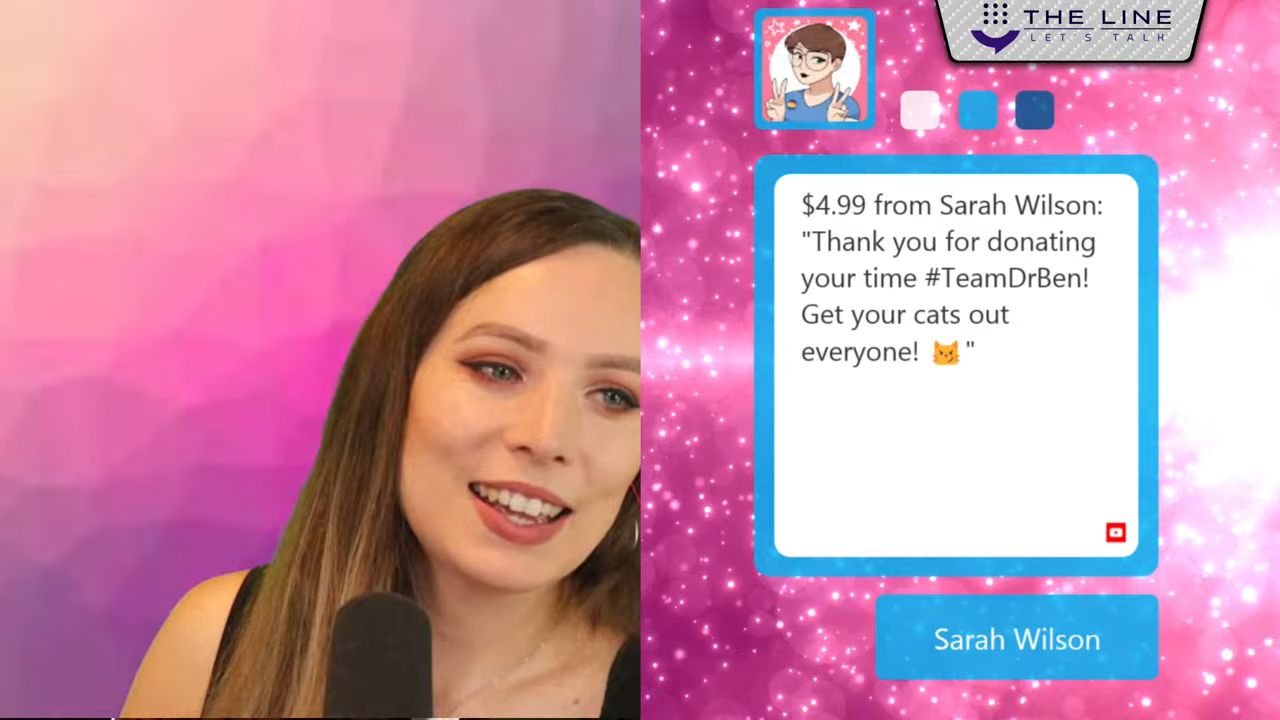 THE LINE
LET'S TALK
$4.99 from Sarah Wilson:
"Thank you for donating
your time #TeamDrBen!
Get your cats out
everyone! 😼 "
Sarah Wilson